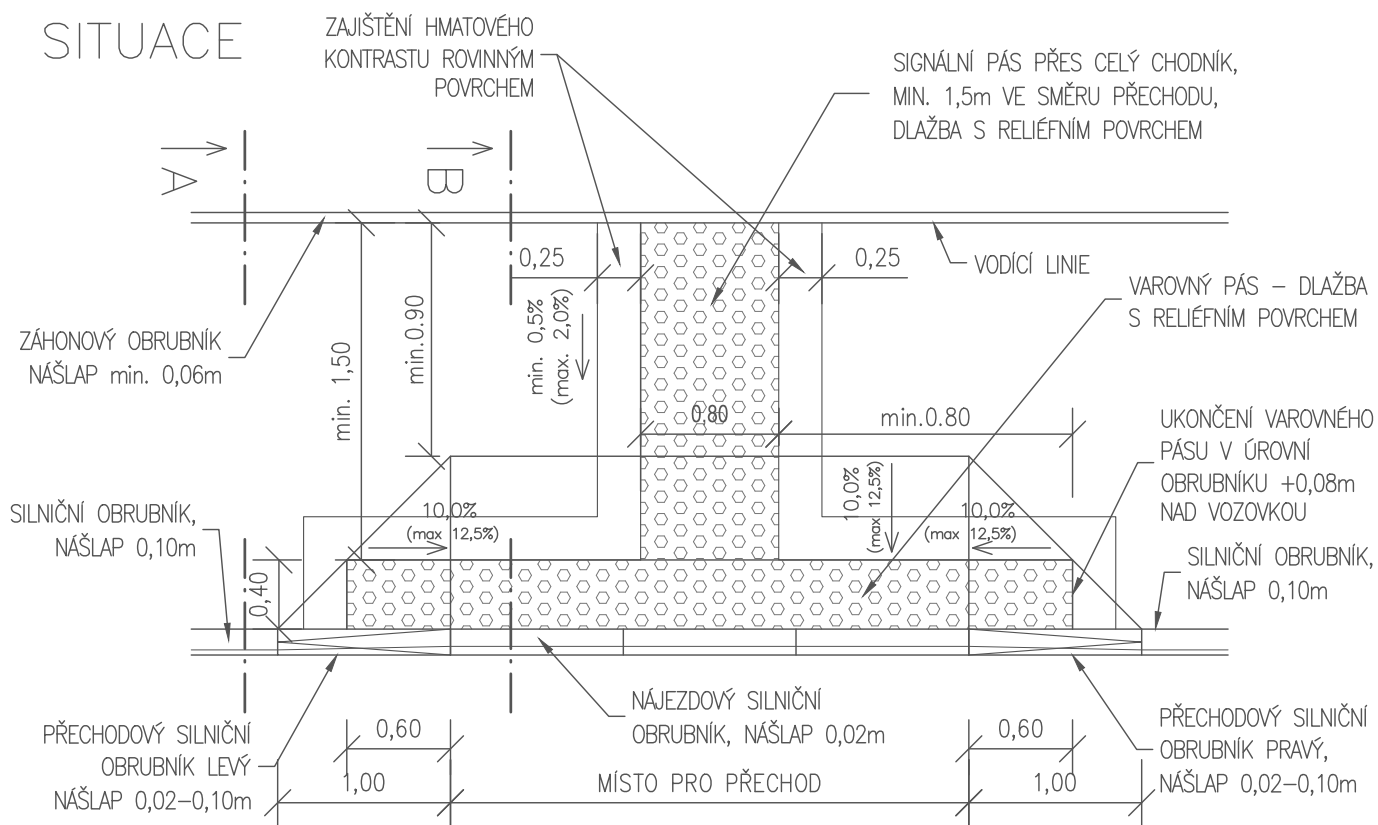 SITUACE
ZAJIŠTĚNÍ HMATOVÉHO
KONTRASTU ROVINNÝM
POVRCHEM
SIGNÁLNÍ PÁS PŘES CELÝ CHODNÍK,
MIN. 1,5m VE SMĚRU PŘECHODU,
DLAŽBA S RELIÉFNÍM POVRCHEM
A
B
0,25
0,25
VODÍCÍ LINIE
VAROVNÝ PÁS – DLAŽBA
S RELIÉFNÍM POVRCHEM
ZÁHONOVÝ OBRUBNÍK
NÁŠLAP min. 0,06m
min. 1,50
min.0.90
min. 0,5%
(max. 2,0%)
0,80
min.0.80
UKONČENÍ VAROVNÉHO
PÁSU V ÚROVNÍ
OBRUBNÍKU +0,08m
NAD VOZOVKOU
SILNIČNÍ OBRUBNÍK,
NÁŠLAP 0,10m
10,0%
(max 12,5%)
10,0%
(max 12,5%)
10,0%
(max 12,5%)
0,40
SILNIČNÍ OBRUBNÍK,
NÁŠLAP 0,10m
PŘECHODOVÝ SILNIČNÍ
OBRUBNÍK LEVÝ
NÁŠLAP 0,02–0,10m
NÁJEZDOVÝ SILNIČNÍ
OBRUBNÍK, NÁŠLAP 0,02m
PŘECHODOVÝ SILNIČNÍ
OBRUBNÍK PRAVÝ,
NÁŠLAP 0,02–0,10m
0,60
0,60
1,00
MÍSTO PRO PŘECHOD
1,00